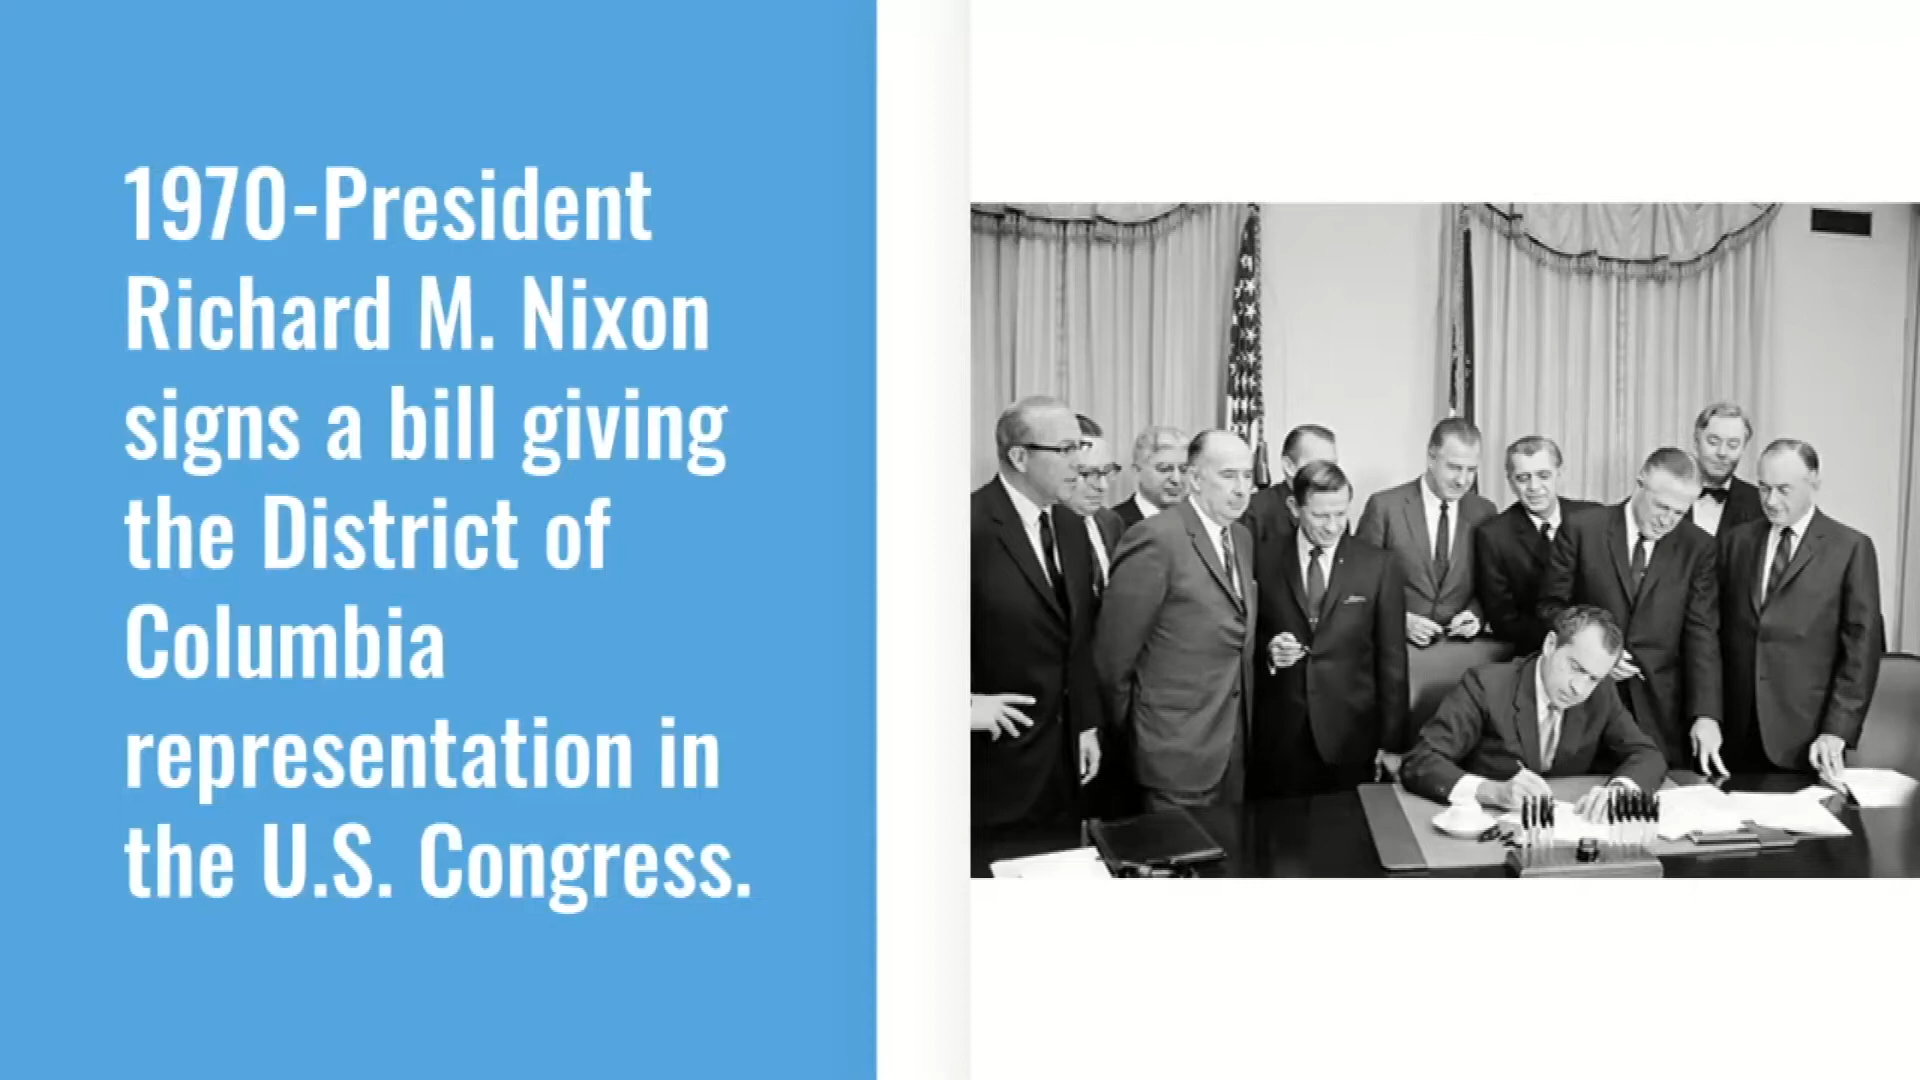 1970-President
Richard M. Nixon
signs a bill giving
the District of
Columbia
representation in
the U.S. Congress.